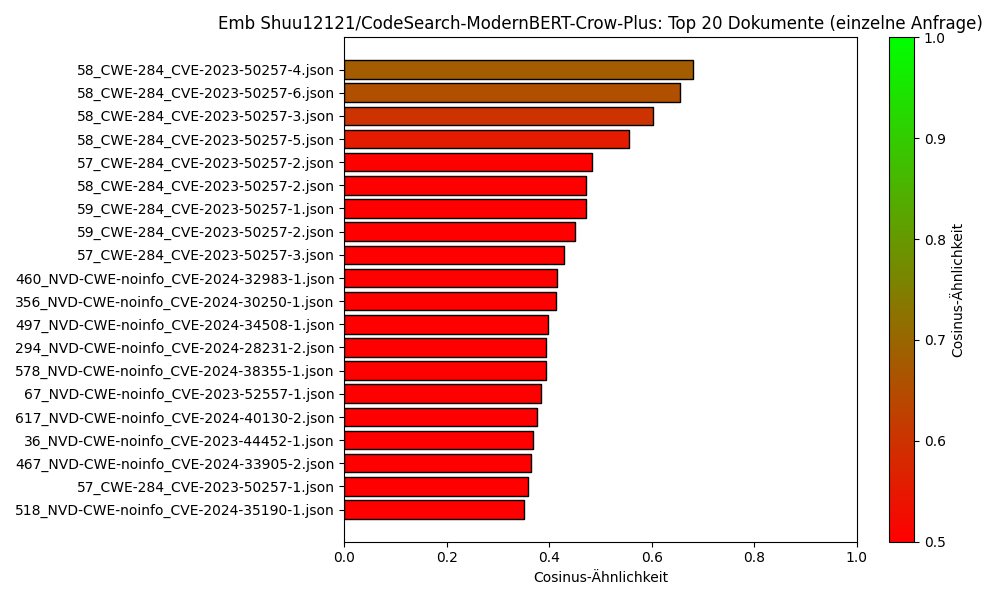 Emb Shuu12121/CodeSearch-ModernBERT-Crow-Plus: Top 20 Dokumente (einzelne Anfrage)
58_CWE-284_CVE-2023-50257-4.json
58_CWE-284_CVE-2023-50257-6.json
58_CWE-284_CVE-2023-50257-3.json
58_CWE-284_CVE-2023-50257-5.json
57_CWE-284_CVE-2023-50257-2.json
58_CWE-284_CVE-2023-50257-2.json
59_CWE-284_CVE-2023-50257-1.json
59_CWE-284_CVE-2023-50257-2.json
57_CWE-284_CVE-2023-50257-3.json
460_NVD-CWE-noinfo_CVE-2024-32983-1.json
356_NVD-CWE-noinfo_CVE-2024-30250-1.json
497_NVD-CWE-noinfo_CVE-2024-34508-1.json
294_NVD-CWE-noinfo_CVE-2024-28231-2.json
578_NVD-CWE-noinfo_CVE-2024-38355-1.json
67_NVD-CWE-noinfo_CVE-2023-52557-1.json
617_NVD-CWE-noinfo_CVE-2024-40130-2.json
36_NVD-CWE-noinfo_CVE-2023-44452-1.json
467_NVD-CWE-noinfo_CVE-2024-33905-2.json
57_CWE-284_CVE-2023-50257-1.json
518_NVD-CWE-noinfo_CVE-2024-35190-1.json
0.0 0.2 0.4 0.6 0.8 1.0
Cosinus-Ähnlichkeit
1.0
0.9
0.8
0.7
0.6
0.5
Cosinus-Ähnlichkeit